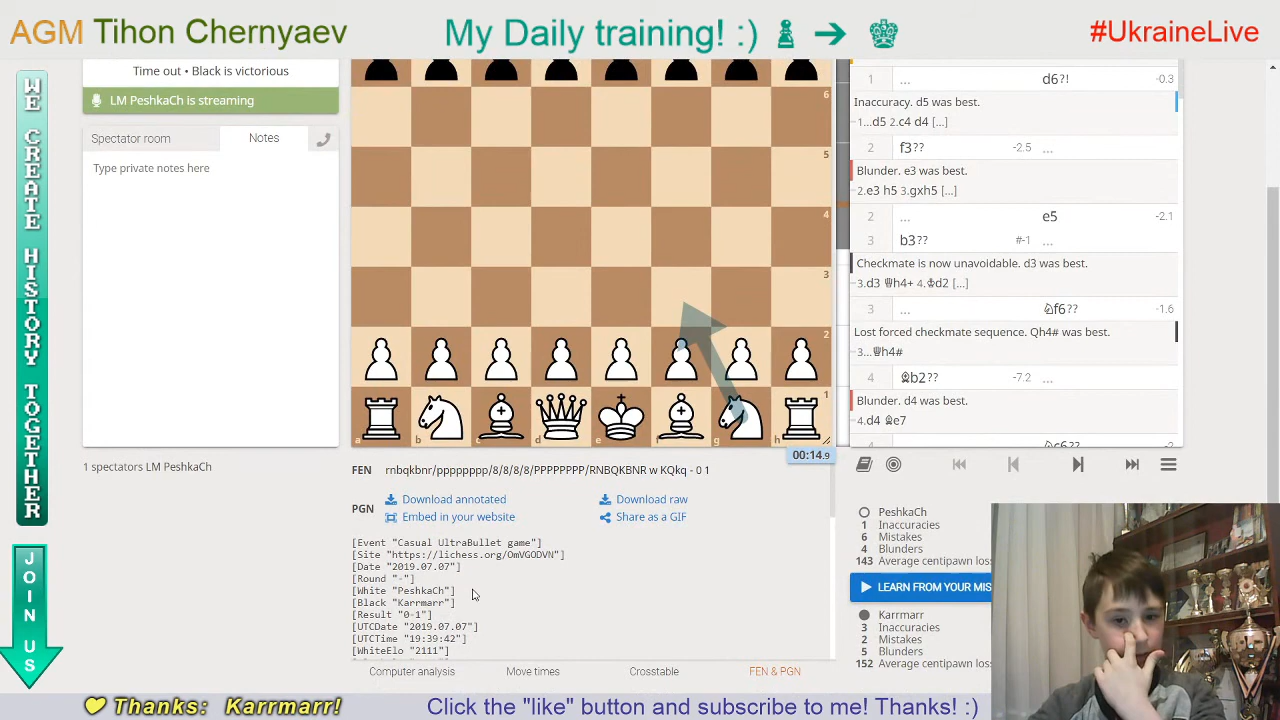 AGM Tihon Chernyaev
My Daily training! :)
#UkraineLive
WE CREATE HISTORY TOGETHER
JOIN US
Time out • Black is victorious
LM PeshkaCh is streaming
Spectator room
Notes
Type private notes here
1 spectators LM PeshkaCh
6
5
4
3
2
1
a b c d e f g h
00:14.9
FEN rnbqkbnr/pppppppp/8/8/8/8/PPPPPPPP/RNBQKBNR w KQkq - 0 1
PGN
Download annotated
Download raw
Embed in your website
Share as a GIF
[Event "Casual UltraBullet game"]
[Site "https://lichess.org/OmVGODVN"]
[Date "2019.07.07"]
[Round "-"]
[White "PeshkaCh"]
[Black "Karrmarr"]
[Result "0-1"]
[UTCDate "2019.07.07"]
[UTCTime "19:39:42"]
[WhiteElo "2111"]
Computer analysis
Move times
Crosstable
FEN & PGN
1 ... d6?! -0.3
Inaccuracy. d5 was best.
1...d5 2.c4 d4 [...]
2 f3?? -2.5 ...
Blunder. e3 was best.
2.e3 h5 3.gxh5 [...]
2 ... e5 -2.1
3 b3?? #-1 ...
Checkmate is now unavoidable. d3 was best.
3.d3 ♕h4+ 4.♔d2 [...]
3 ... ♘f6?? -1.6
Lost forced checkmate sequence. Qh4# was best.
3...♕h4#
4 ♗b2?? -7.2 ...
Blunder. d4 was best.
4.d4 ♗e7
PeshkaCh
1 Inaccuracies
6 Mistakes
4 Blunders
143 Average centipawn loss
LEARN FROM YOUR MIS
Karrmarr
3 Inaccuracies
2 Mistakes
5 Blunders
152 Average centipawn loss
Thanks: Karrmarr!
Click the "like" button and subscribe to me! Thanks! :)